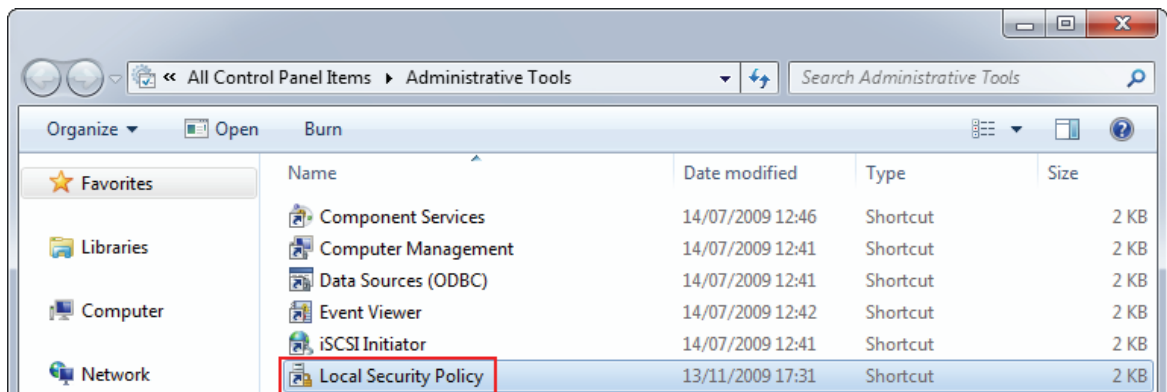 « All Control Panel Items ▸ Administrative Tools Search Administrative Tools
Organize Open Burn
Favorites
Libraries
Computer
Network
Name Date modified Type Size
Component Services 14/07/2009 12:46 Shortcut 2 KB
Computer Management 14/07/2009 12:41 Shortcut 2 KB
Data Sources (ODBC) 14/07/2009 12:41 Shortcut 2 KB
Event Viewer 14/07/2009 12:42 Shortcut 2 KB
iSCSI Initiator 14/07/2009 12:41 Shortcut 2 KB
Local Security Policy 13/11/2009 17:31 Shortcut 2 KB